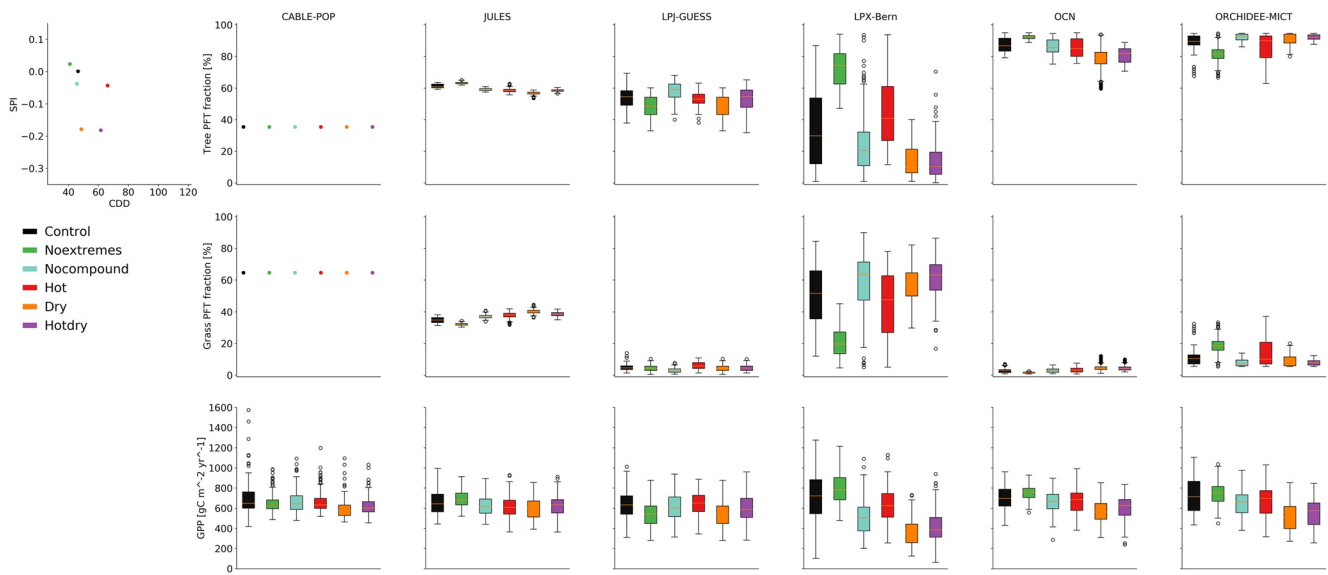 CABLE-POP JULES LPJ-GUESS LPX-Bern OCN ORCHIDEE-MICT
SPI
0.1
0.0
−0.1
−0.2
−0.3
40 60 80 100 120
CDD
Tree PFT fraction [%]
100
80
60
40
20
0
Control
Noextremes
Nocompound
Hot
Dry
Hotdry
Grass PFT fraction [%]
100
80
60
40
20
0
GPP [gC m^-2 yr^-1]
1600
1400
1200
1000
800
600
400
200
0